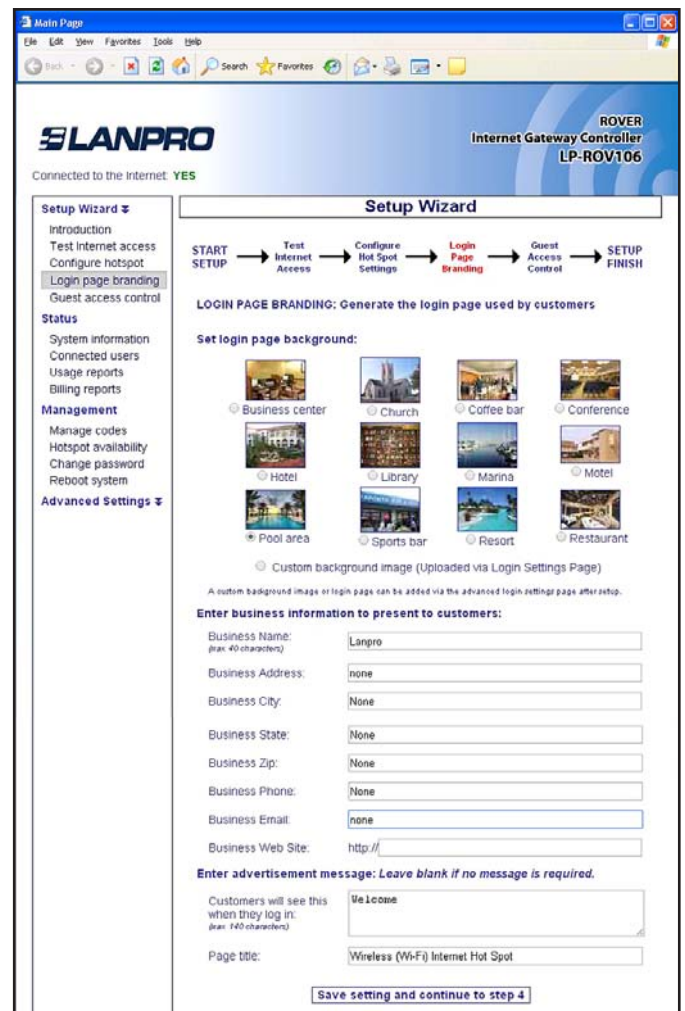 Main Page
File Edit View Favorites Tools Help
Back Search Favorites
LANPRO
ROVER
Internet Gateway Controller
LP-ROV106
Connected to the Internet: YES
Setup Wizard
Introduction
Test Internet access
Configure hotspot
Login page branding
Guest access control
Status
System information
Connected users
Usage reports
Billing reports
Management
Manage codes
Hotspot availability
Change password
Reboot system
Advanced Settings
Setup Wizard
START SETUP
Test Internet Access
Configure Hot Spot Settings
Login Page Branding
Guest Access Control
SETUP FINISH
LOGIN PAGE BRANDING: Generate the login page used by customers
Set login page background:
Business center Church Coffee bar Conference
Hotel Library Marina Motel
Pool area Sports bar Resort Restaurant
Custom background image (Uploaded via Login Settings Page)
A custom background image or login page can be added via the advanced login settings page after setup.
Enter business information to present to customers:
Business Name: Lanpro
(max 40 characters)
Business Address: none
Business City: None
Business State: None
Business Zip: None
Business Phone: None
Business Email: none
Business Web Site: http://
Enter advertisement message: Leave blank if no message is required.
Customers will see this when they log in: Welcome
(max 140 characters)
Page title: Wireless (Wi-Fi) Internet Hot Spot
Save setting and continue to step 4